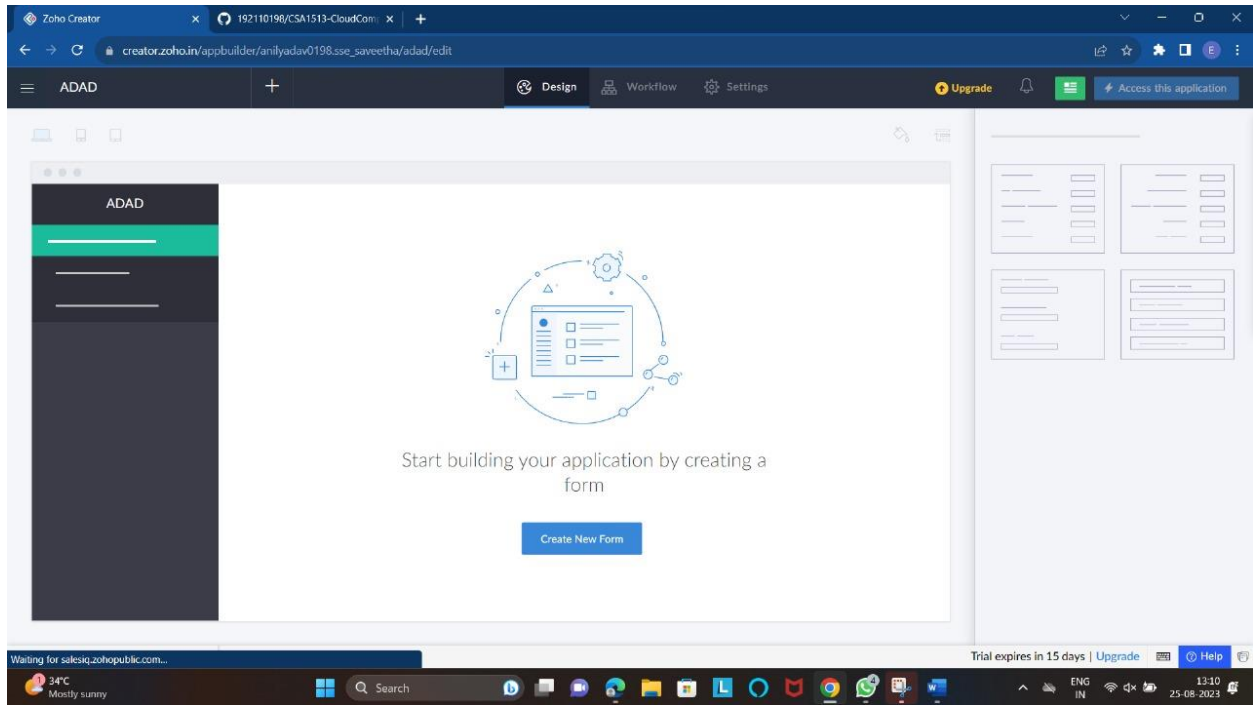 Zoho Creator
192110198/CSA1513-CloudCom
creator.zoho.in/appbuilder/anilyadav0198.sse_saveetha/adad/edit
E
ADAD
Design
Workflow
Settings
Upgrade
Access this application
ADAD
Start building your application by creating a
form
Create New Form
Waiting for salesiq.zohopublic.com...
Trial expires in 15 days | Upgrade
Help
1
34°C
Mostly sunny
Search
L
4
ENG
IN
13:10
25-08-2023